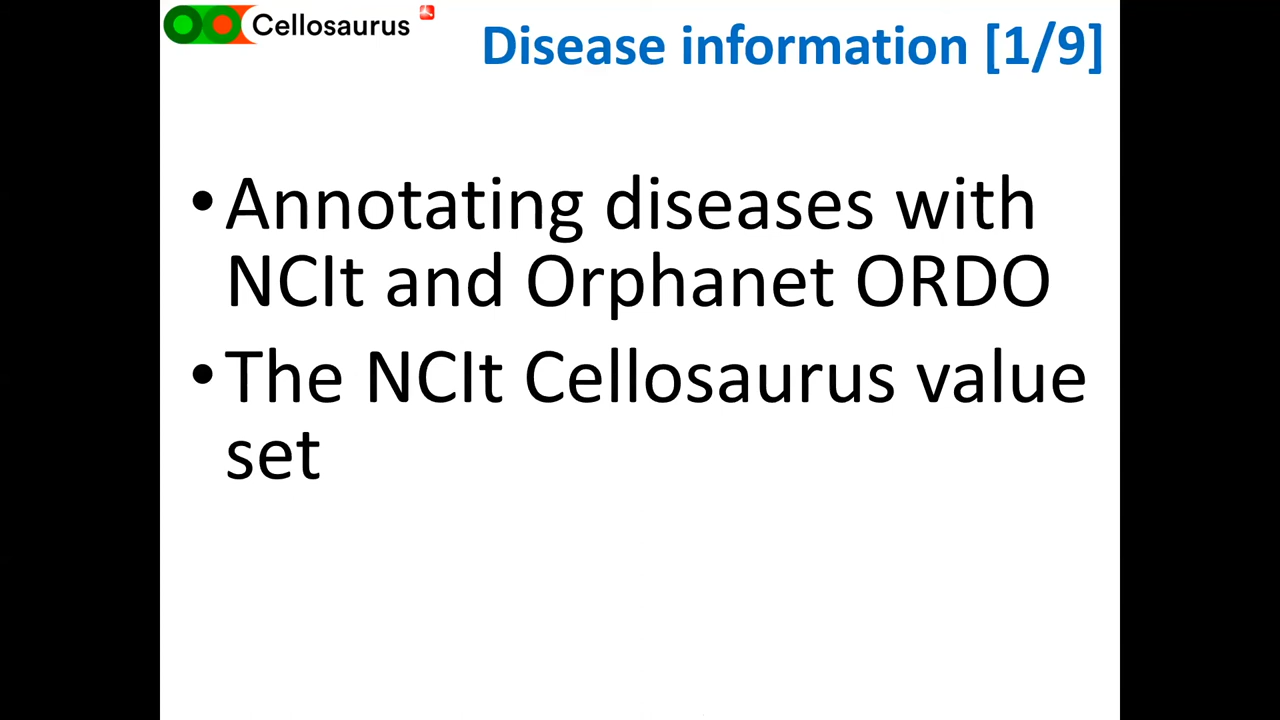 Cellosaurus
Disease information [1/9]
•Annotating diseases with
NCIt and Orphanet ORDO
•The NCIt Cellosaurus value
set